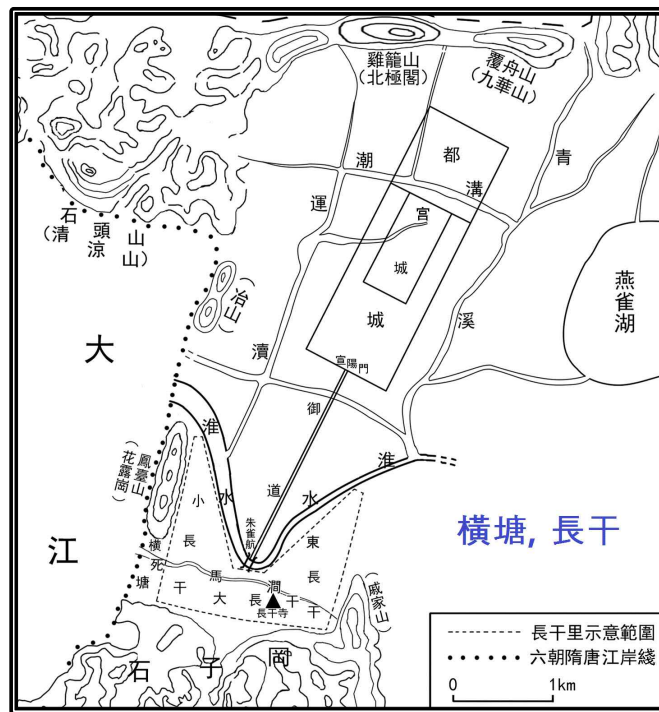 雞籠山
(北極閣)
覆舟山
(九華山)
都
城
宮
城
潮
溝
青
溪
運
瀆
石頭山
(清涼山)
(冶山)
燕雀湖
大
江
宣陽門
御
道
淮
水
淮
水
鳳臺山
(花露崗)
朱雀航
小
長
干
東
長
干
大
長
干
橫
塘
死
馬
澗
長干寺
戚家山
石
子
岡
橫塘, 長干
長干里示意範圍
六朝隋唐江岸綫
0
1km